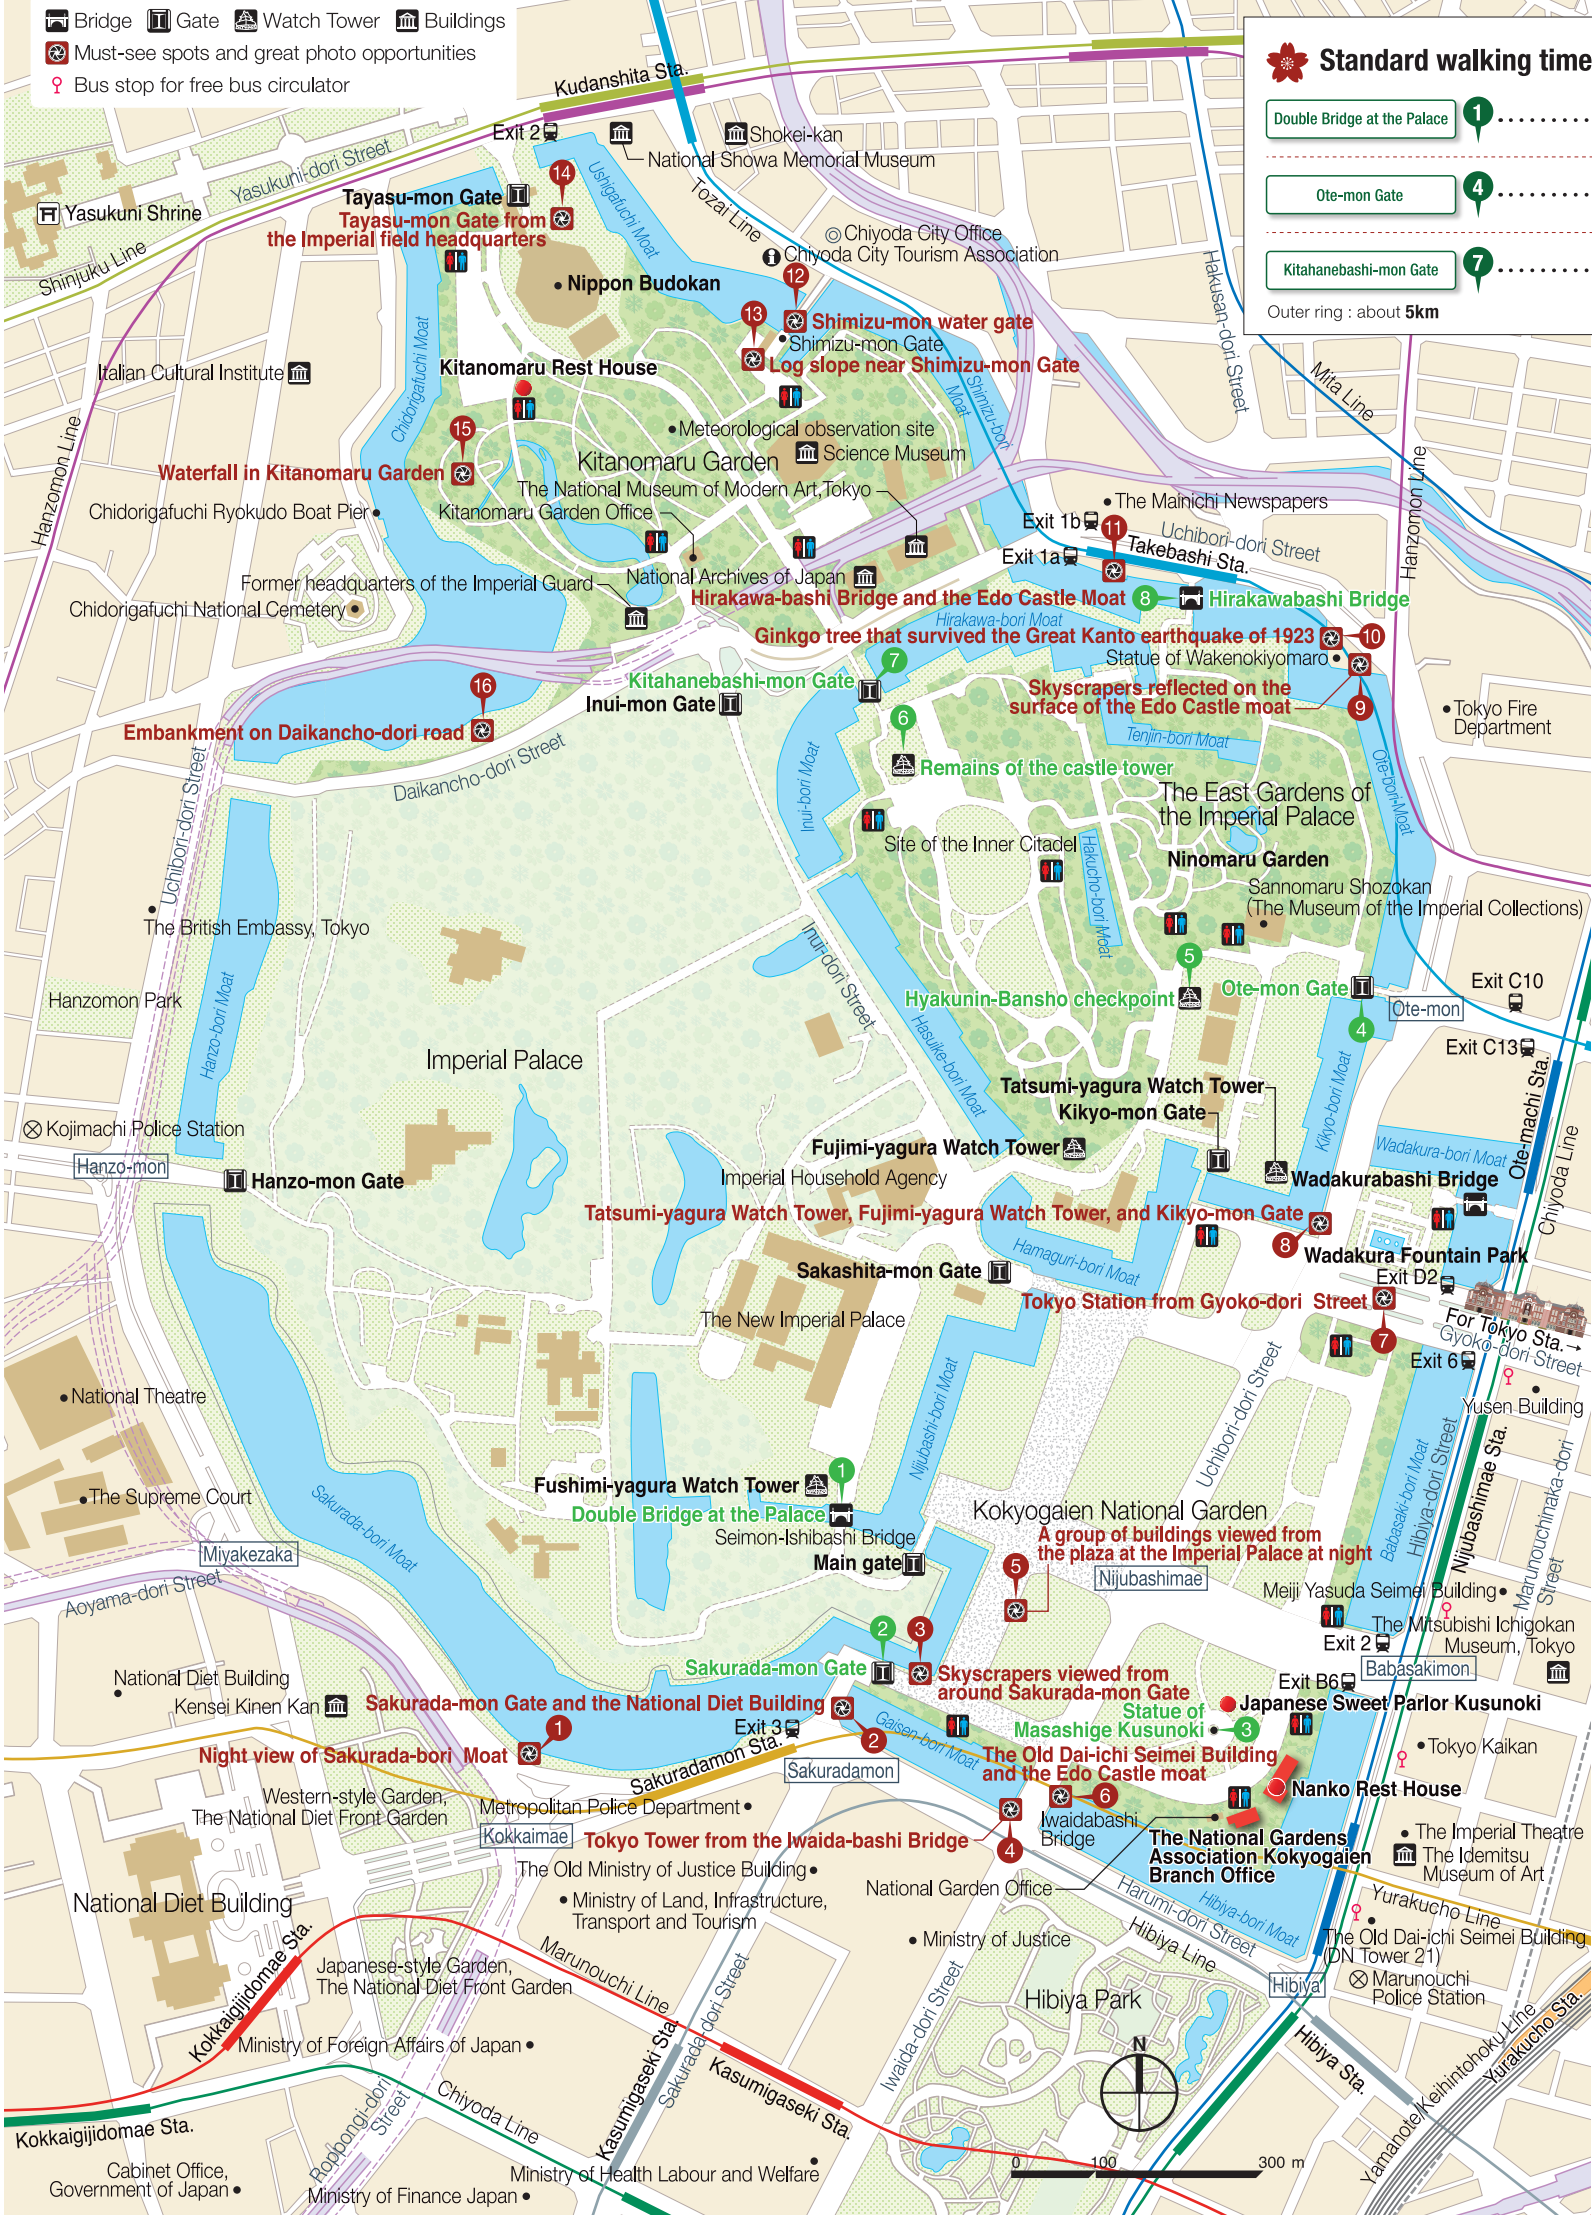 Bridge Gate Watch Tower Buildings
Must-see spots and great photo opportunities
Bus stop for free bus circulator
Standard walking time
Double Bridge at the Palace 1
Ote-mon Gate 4
Kitahanebashi-mon Gate 7
Outer ring : about 5km
Kudanshita Sta.
Exit 2
Shokei-kan
National Showa Memorial Museum
Yasukuni-dori Street
Ushigafuchi Moat
Tozai Line
14
Tayasu-mon Gate
Tayasu-mon Gate from
the Imperial field headquarters
Yasukuni Shrine
Shinjuku Line
Chiyoda City Office
Chiyoda City Tourism Association
Hakusan-dori Street
12
Nippon Budokan
13
Shimizu-mon water gate
Shimizu-mon Gate
Log slope near Shimizu-mon Gate
Chidorigafuchi Moat
Italian Cultural Institute
Kitanomaru Rest House
Shimizu-bori
Moat
Mita Line
Hanzomon Line
15
Meteorological observation site
Kitanomaru Garden
Science Museum
Waterfall in Kitanomaru Garden
The National Museum of Modern Art,Tokyo
Hanzomon Line
The Mainichi Newspapers
Chidorigafuchi Ryokudo Boat Pier
Kitanomaru Garden Office
Exit 1b
11
Uchibori-dori Street
Exit 1a
Takebashi Sta.
Former headquarters of the Imperial Guard
National Archives of Japan
Chidorigafuchi National Cemetery
Hirakawa-bashi Bridge and the Edo Castle Moat
8
Hirakawabashi Bridge
Hirakawa-bori Moat
Ginkgo tree that survived the Great Kanto earthquake of 1923
10
Statue of Wakenokiyomaro
7
Kitahanebashi-mon Gate
16
Inui-mon Gate
Skyscrapers reflected on the
surface of the Edo Castle moat
9
6
Tokyo Fire
Department
Embankment on Daikancho-dori road
Tenjin-bori Moat
Daikancho-dori Street
Remains of the castle tower
Ote-bori-Moat
Uchibori-dori Street
Inui-bori Moat
The East Gardens of
the Imperial Palace
Site of the Inner Citadel
Hakucho-bori Moat
Ninomaru Garden
Sannomaru Shozokan
(The Museum of the Imperial Collections)
The British Embassy, Tokyo
Inui-dori Street
5
Hanzomon Park
Hanzo-bori Moat
Hyakunin-Bansho checkpoint
Ote-mon Gate
Exit C10
Ote-mon
4
Hasuike-bori Moat
Imperial Palace
Exit C13
Ote-machi Sta.
Tatsumi-yagura Watch Tower
Kikyo-mon Gate
Kikyo-bori Moat
Kojimachi Police Station
Hanzo-mon
Hanzo-mon Gate
Fujimi-yagura Watch Tower
Wadakura-bori Moat
Chiyoda Line
Imperial Household Agency
Wadakurabashi Bridge
Tatsumi-yagura Watch Tower, Fujimi-yagura Watch Tower, and Kikyo-mon Gate
8
Hamaguri-bori Moat
Wadakura Fountain Park
Sakashita-mon Gate
Exit D2
Tokyo Station from Gyoko-dori Street
7
The New Imperial Palace
For Tokyo Sta.→
Gyoko-dori Street
Exit 6
National Theatre
Nijubashi-bori Moat
Uchibori-dori Street
Yusen Building
The Supreme Court
Sakurada-bori Moat
Fushimi-yagura Watch Tower
1
Double Bridge at the Palace
Seimon-Ishibashi Bridge
Main gate
Kokyogaien National Garden
A group of buildings viewed from
the plaza at the Imperial Palace at night
5
Nijubashimae
Babasaki-bori Moat
Hibiya-dori Street
Nijubashimae Sta.
Marunouchinaka-dori
Street
Miyakezaka
Aoyama-dori Street
Meiji Yasuda Seimei Building
2
3
The Mitsubishi Ichigokan
Museum, Tokyo
Exit 2
Babasakimon
Sakurada-mon Gate
Skyscrapers viewed from
around Sakurada-mon Gate
Exit B6
National Diet Building
Kensei Kinen Kan
Sakurada-mon Gate and the National Diet Building
Japanese Sweet Parlor Kusunoki
Statue of
Masashige Kusunoki
3
1
Exit 3
2
Gaisen-bori Moat
Night view of Sakurada-bori Moat
Sakuradamon Sta.
Sakuradamon
The Old Dai-ichi Seimei Building
and the Edo Castle moat
6
Tokyo Kaikan
Nanko Rest House
Western-style Garden,
The National Diet Front Garden
Metropolitan Police Department
Kokkaimae
Tokyo Tower from the Iwaida-bashi Bridge
4
Iwaidabashi
Bridge
The National Gardens
Association Kokyogaien
Branch Office
The Imperial Theatre
The Idemitsu
Museum of Art
The Old Ministry of Justice Building
National Garden Office
National Diet Building
Ministry of Land, Infrastructure,
Transport and Tourism
Harumi-dori Street
Hibiya-bori Moat
Yurakucho Line
Kokkaigijidomae Sta.
Marunouchi Line
Ministry of Justice
Hibiya Line
The Old Dai-ichi Seimei Building
(DN Tower 21)
Japanese-style Garden,
The National Diet Front Garden
Sakurada-dori Street
Iwaida-dori Street
Hibiya
Marunouchi
Police Station
Hibiya Park
Ministry of Foreign Affairs of Japan
Kasumigaseki Sta.
Kasumigaseki Sta.
N
Hibiya Sta.
Yurakucho Sta.
Yamanote/Keihintohoku Line
Chiyoda Line
Kokkaigijidomae Sta.
Roppongi-dori
Street
Cabinet Office,
Government of Japan
Ministry of Health Labour and Welfare
Ministry of Finance Japan
0 100 300 m